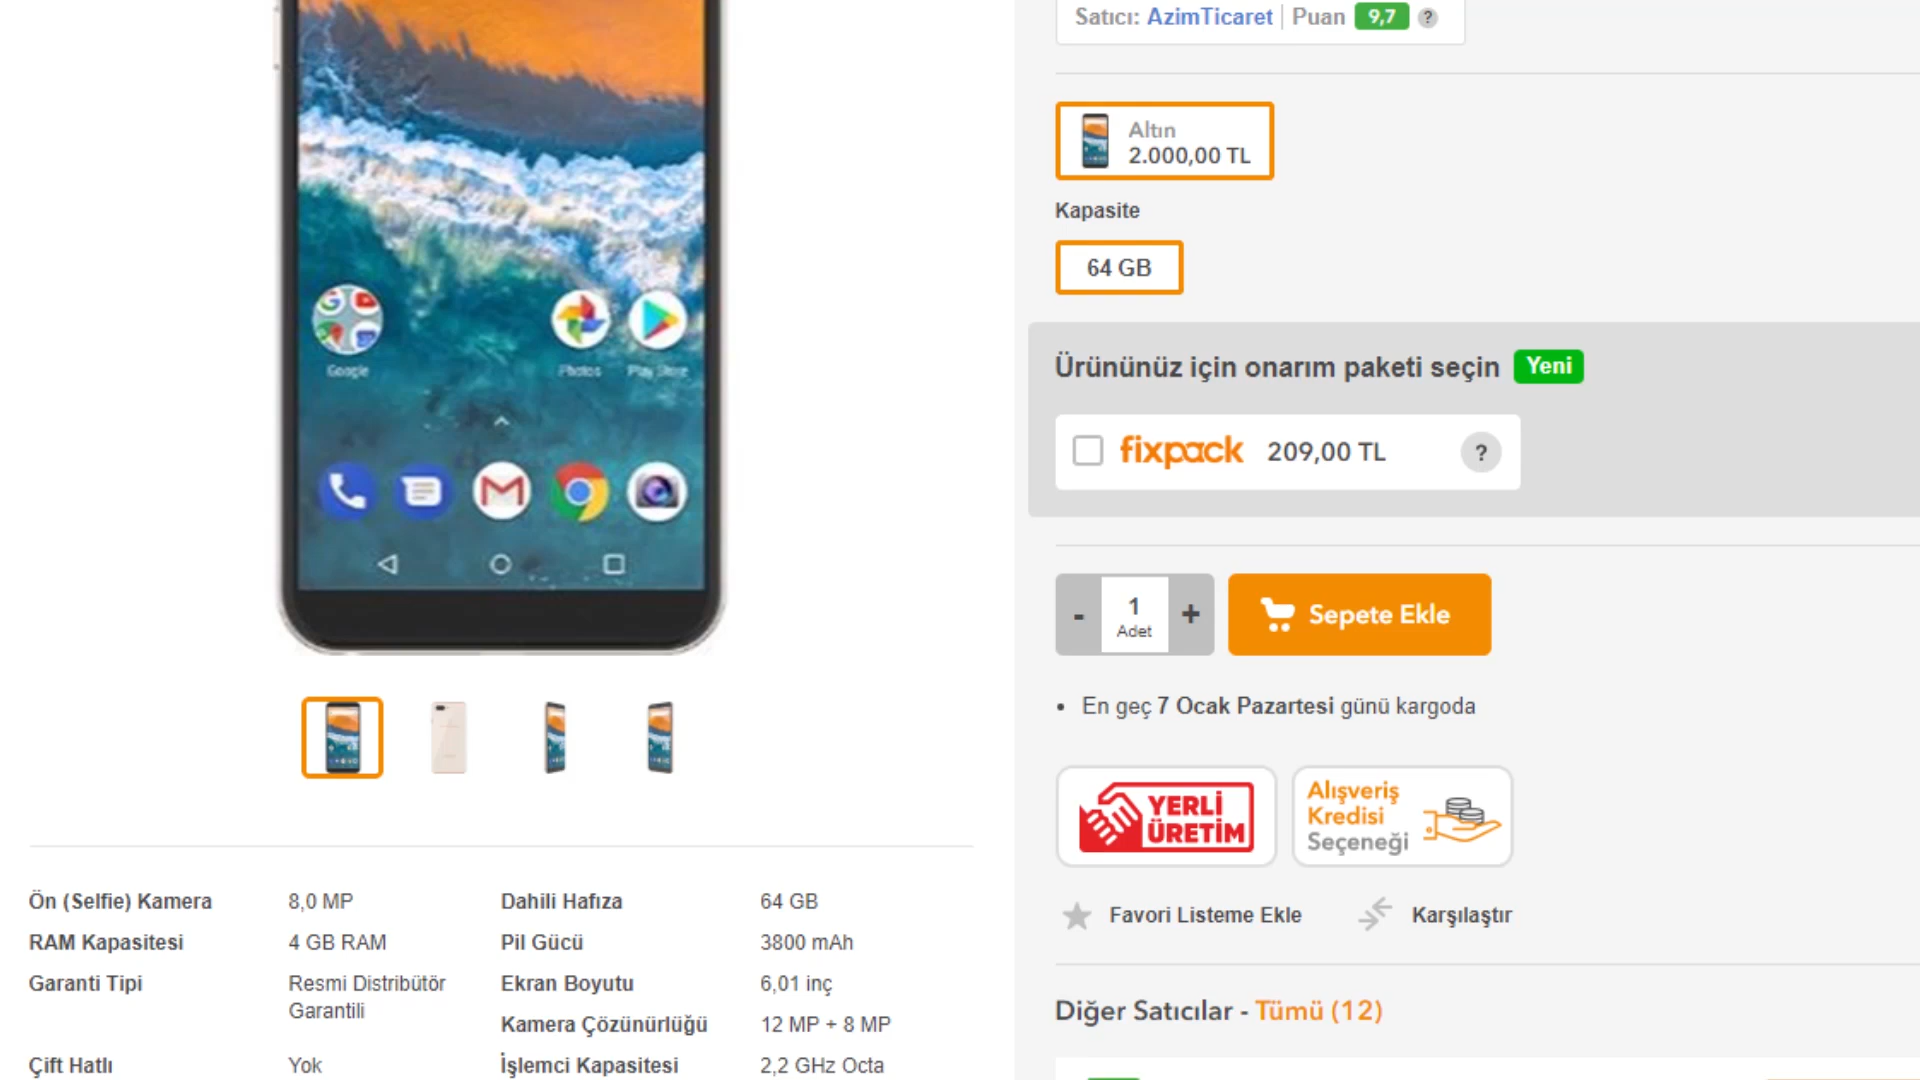 Satıcı: AzimTicaret | Puan 9,7 ?
Altın
2.000,00 TL
Kapasite
64 GB
Ürününüz için onarım paketi seçin Yeni
fixpack 209,00 TL ?
- 1 +
Adet
Sepete Ekle
• En geç 7 Ocak Pazartesi günü kargoda
YERLİ
ÜRETİM
Alışveriş
Kredisi
Seçeneği
Favori Listeme Ekle
Karşılaştır
Diğer Satıcılar - Tümü (12)
Google
Photos
Play Store
Ön (Selfie) Kamera 8,0 MP
Dahili Hafıza 64 GB
RAM Kapasitesi 4 GB RAM
Pil Gücü 3800 mAh
Garanti Tipi Resmi Distribütör
Garantili
Ekran Boyutu 6,01 inç
Kamera Çözünürlüğü 12 MP + 8 MP
Çift Hatlı Yok
İşlemci Kapasitesi 2,2 GHz Octa